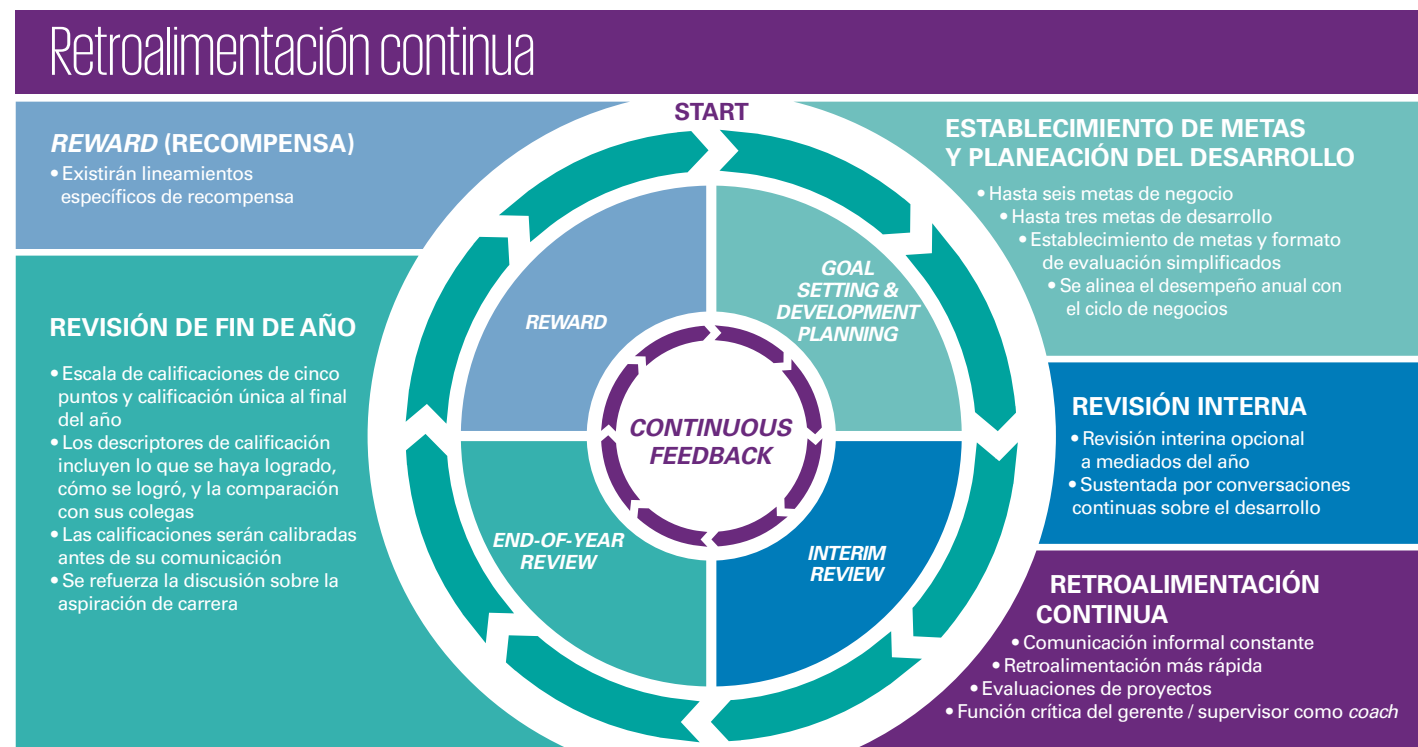 Retroalimentación continua
START
REWARD (RECOMPENSA)
• Existirán lineamientos
específicos de recompensa
ESTABLECIMIENTO DE METAS
Y PLANEACIÓN DEL DESARROLLO
• Hasta seis metas de negocio
• Hasta tres metas de desarrollo
• Establecimiento de metas y formato
de evaluación simplificados
• Se alinea el desempeño anual con
el ciclo de negocios
REVISIÓN DE FIN DE AÑO
• Escala de calificaciones de cinco
puntos y calificación única al final
del año
• Los descriptores de calificación
incluyen lo que se haya logrado,
cómo se logró, y la comparación
con sus colegas
• Las calificaciones serán calibradas
antes de su comunicación
• Se refuerza la discusión sobre la
aspiración de carrera
REWARD
GOAL
SETTING &
DEVELOPMENT
PLANNING
CONTINUOUS
FEEDBACK
END-OF-YEAR
REVIEW
INTERIM
REVIEW
REVISIÓN INTERNA
• Revisión interina opcional
a mediados del año
• Sustentada por conversaciones
continuas sobre el desarrollo
RETROALIMENTACIÓN
CONTINUA
• Comunicación informal constante
• Retroalimentación más rápida
• Evaluaciones de proyectos
• Función crítica del gerente / supervisor como coach